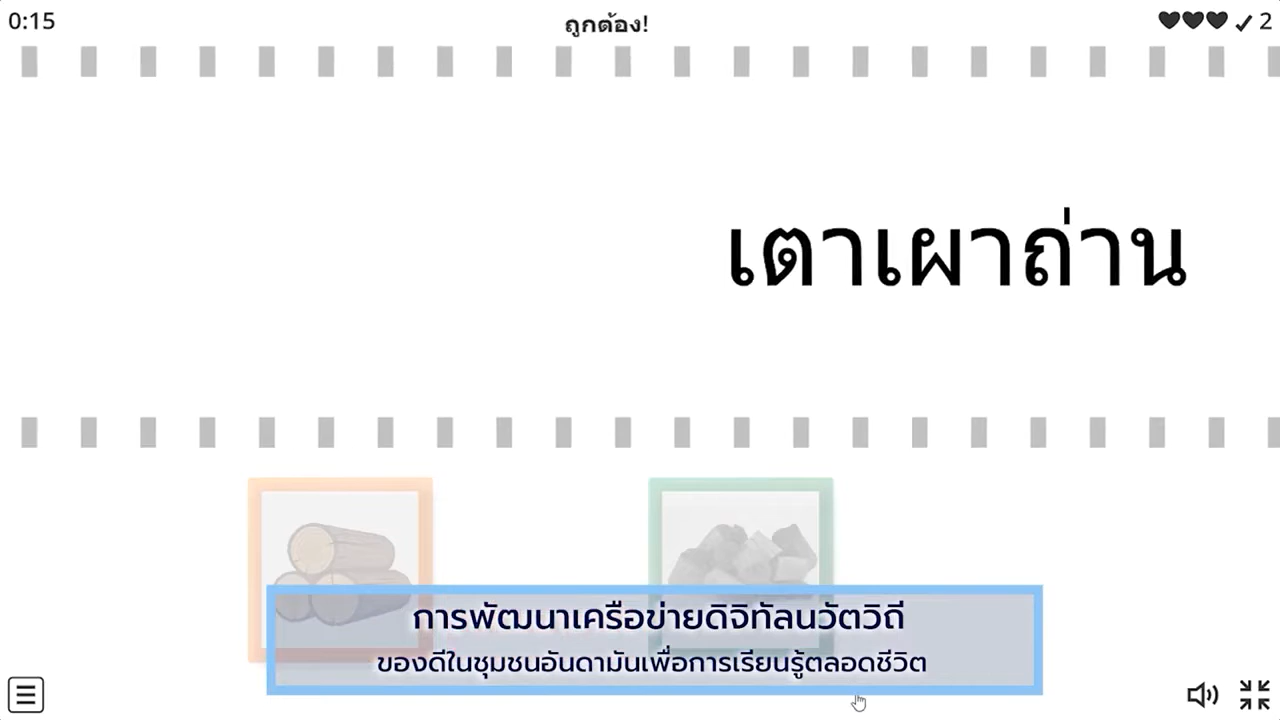 0:15
ถูกต้อง!
2
เตาเผาถ่าน
การพัฒนาเครือข่ายดิจิทัลนวัตวิถี
ของดีในชุมชนอันดามันเพื่อการเรียนรู้ตลอดชีวิต